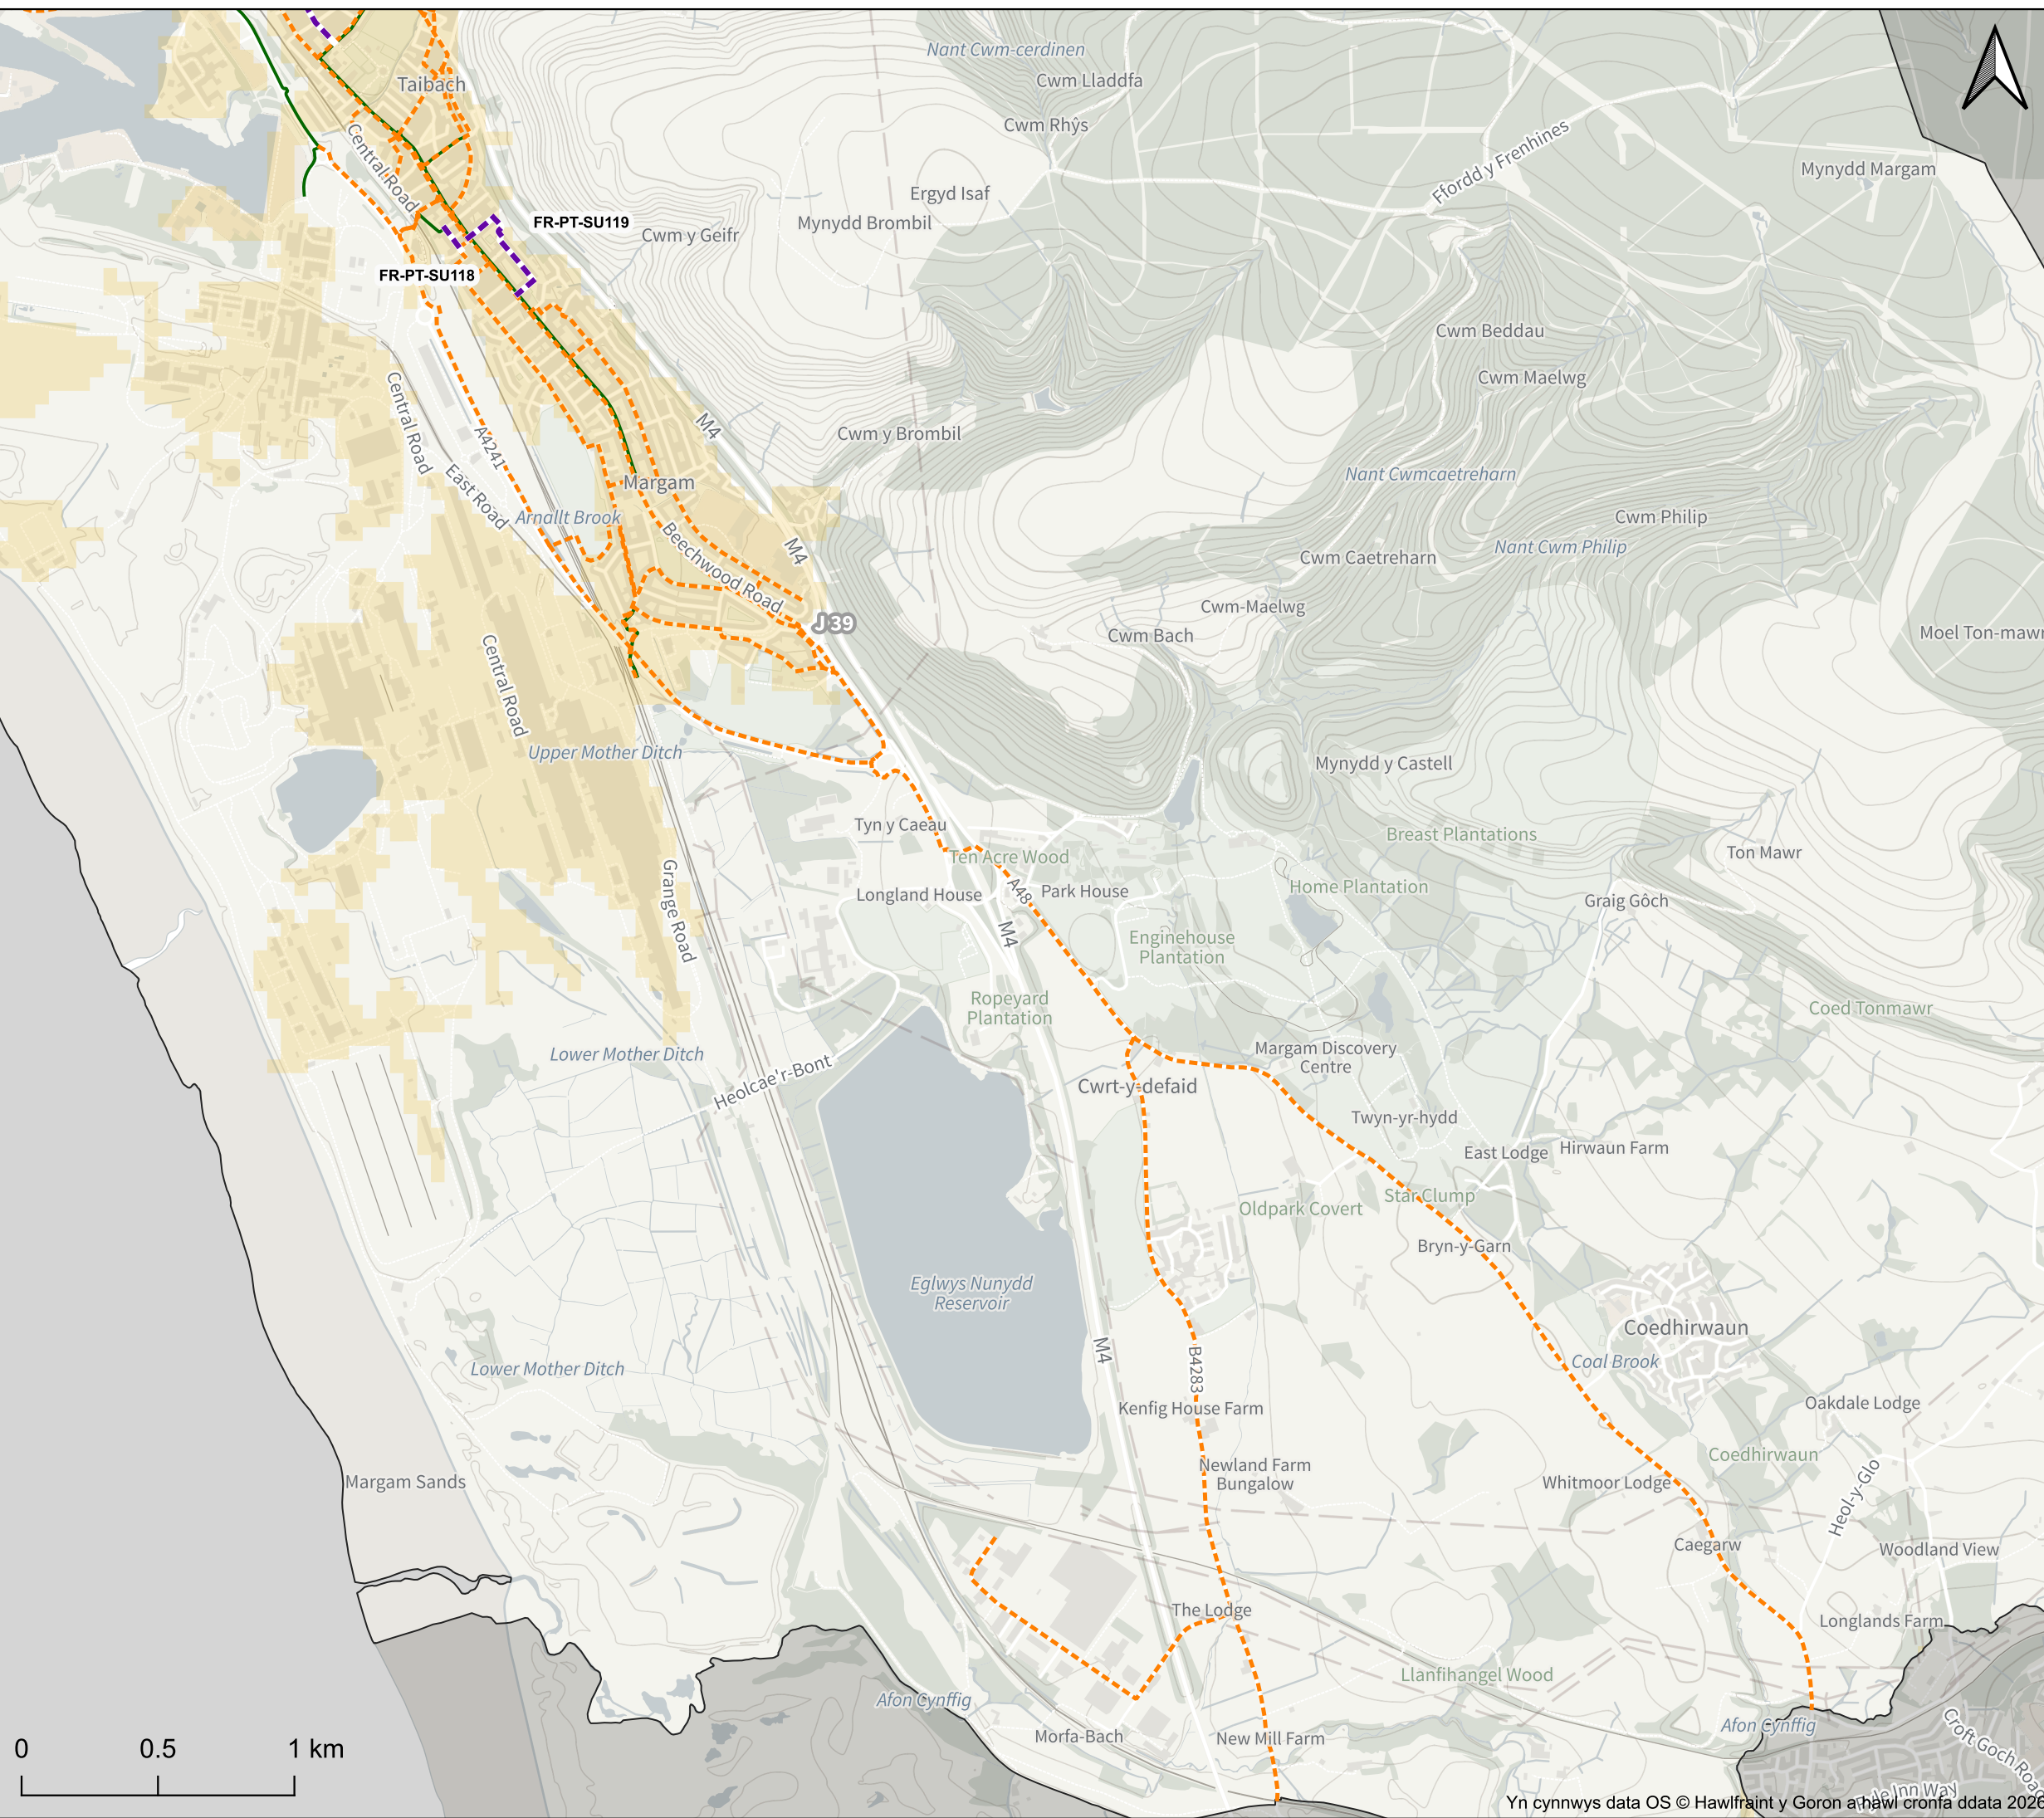 Nant Cwm-cerdinen
Cwm Lladdfa
Taibach
Cwm Rhŷs
Ffordd y Frenhines
Mynydd Margam
Central Road
Ergyd Isaf
Mynydd Brombil
FR-PT-SU119
Cwm y Geifr
FR-PT-SU118
Cwm Beddau
Cwm Maelwg
Central Road
M4
A4241
Cwm y Brombil
East Road
Margam
Nant Cwmcaetreharn
Arnallt Brook
Cwm Philip
Beechwood Road
M4
Nant Cwm Philip
Cwm Caetreharn
Cwm-Maelwg
J 39
Cwm Bach
Moel Ton-mawr
Central Road
Upper Mother Ditch
Mynydd y Castell
Tyn y Caeau
Breast Plantations
Ten Acre Wood
Ton Mawr
A48
Park House
Home Plantation
Longland House
Graig Gôch
Grange Road
M4
Enginehouse
Plantation
Ropeyard
Plantation
Coed Tonmawr
Lower Mother Ditch
Heolcae'r-Bont
Margam Discovery
Centre
Cwrt-y-defaid
Twyn-yr-hydd
East Lodge
Hirwaun Farm
Star Clump
Oldpark Covert
Bryn-y-Garn
Eglwys Nunydd
Reservoir
Coedhirwaun
M4
B4283
Coal Brook
Lower Mother Ditch
Kenfig House Farm
Oakdale Lodge
Coedhirwaun
Newland Farm
Bungalow
Margam Sands
Whitmoor Lodge
Heol-y-Glo
Caegarw
Woodland View
The Lodge
Longlands Farm
Llanfihangel Wood
Afon Cynffig
Afon Cynffig
Morfa-Bach
New Mill Farm
Croft Goch Road
0 0.5 1 km
Inn Way
Yn cynnwys data OS © Hawlfraint y Goron a hawl cronfa ddata